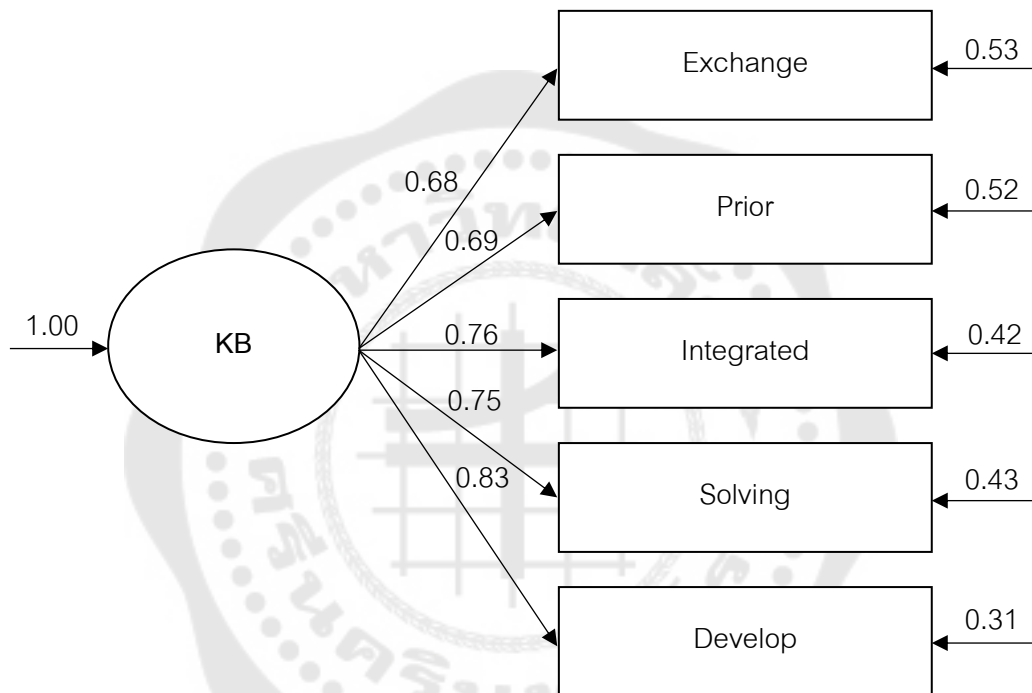 Exchange
0.53
0.68
Prior
0.52
0.69
1.00
KB
0.76
Integrated
0.42
0.75
Solving
0.43
0.83
Develop
0.31